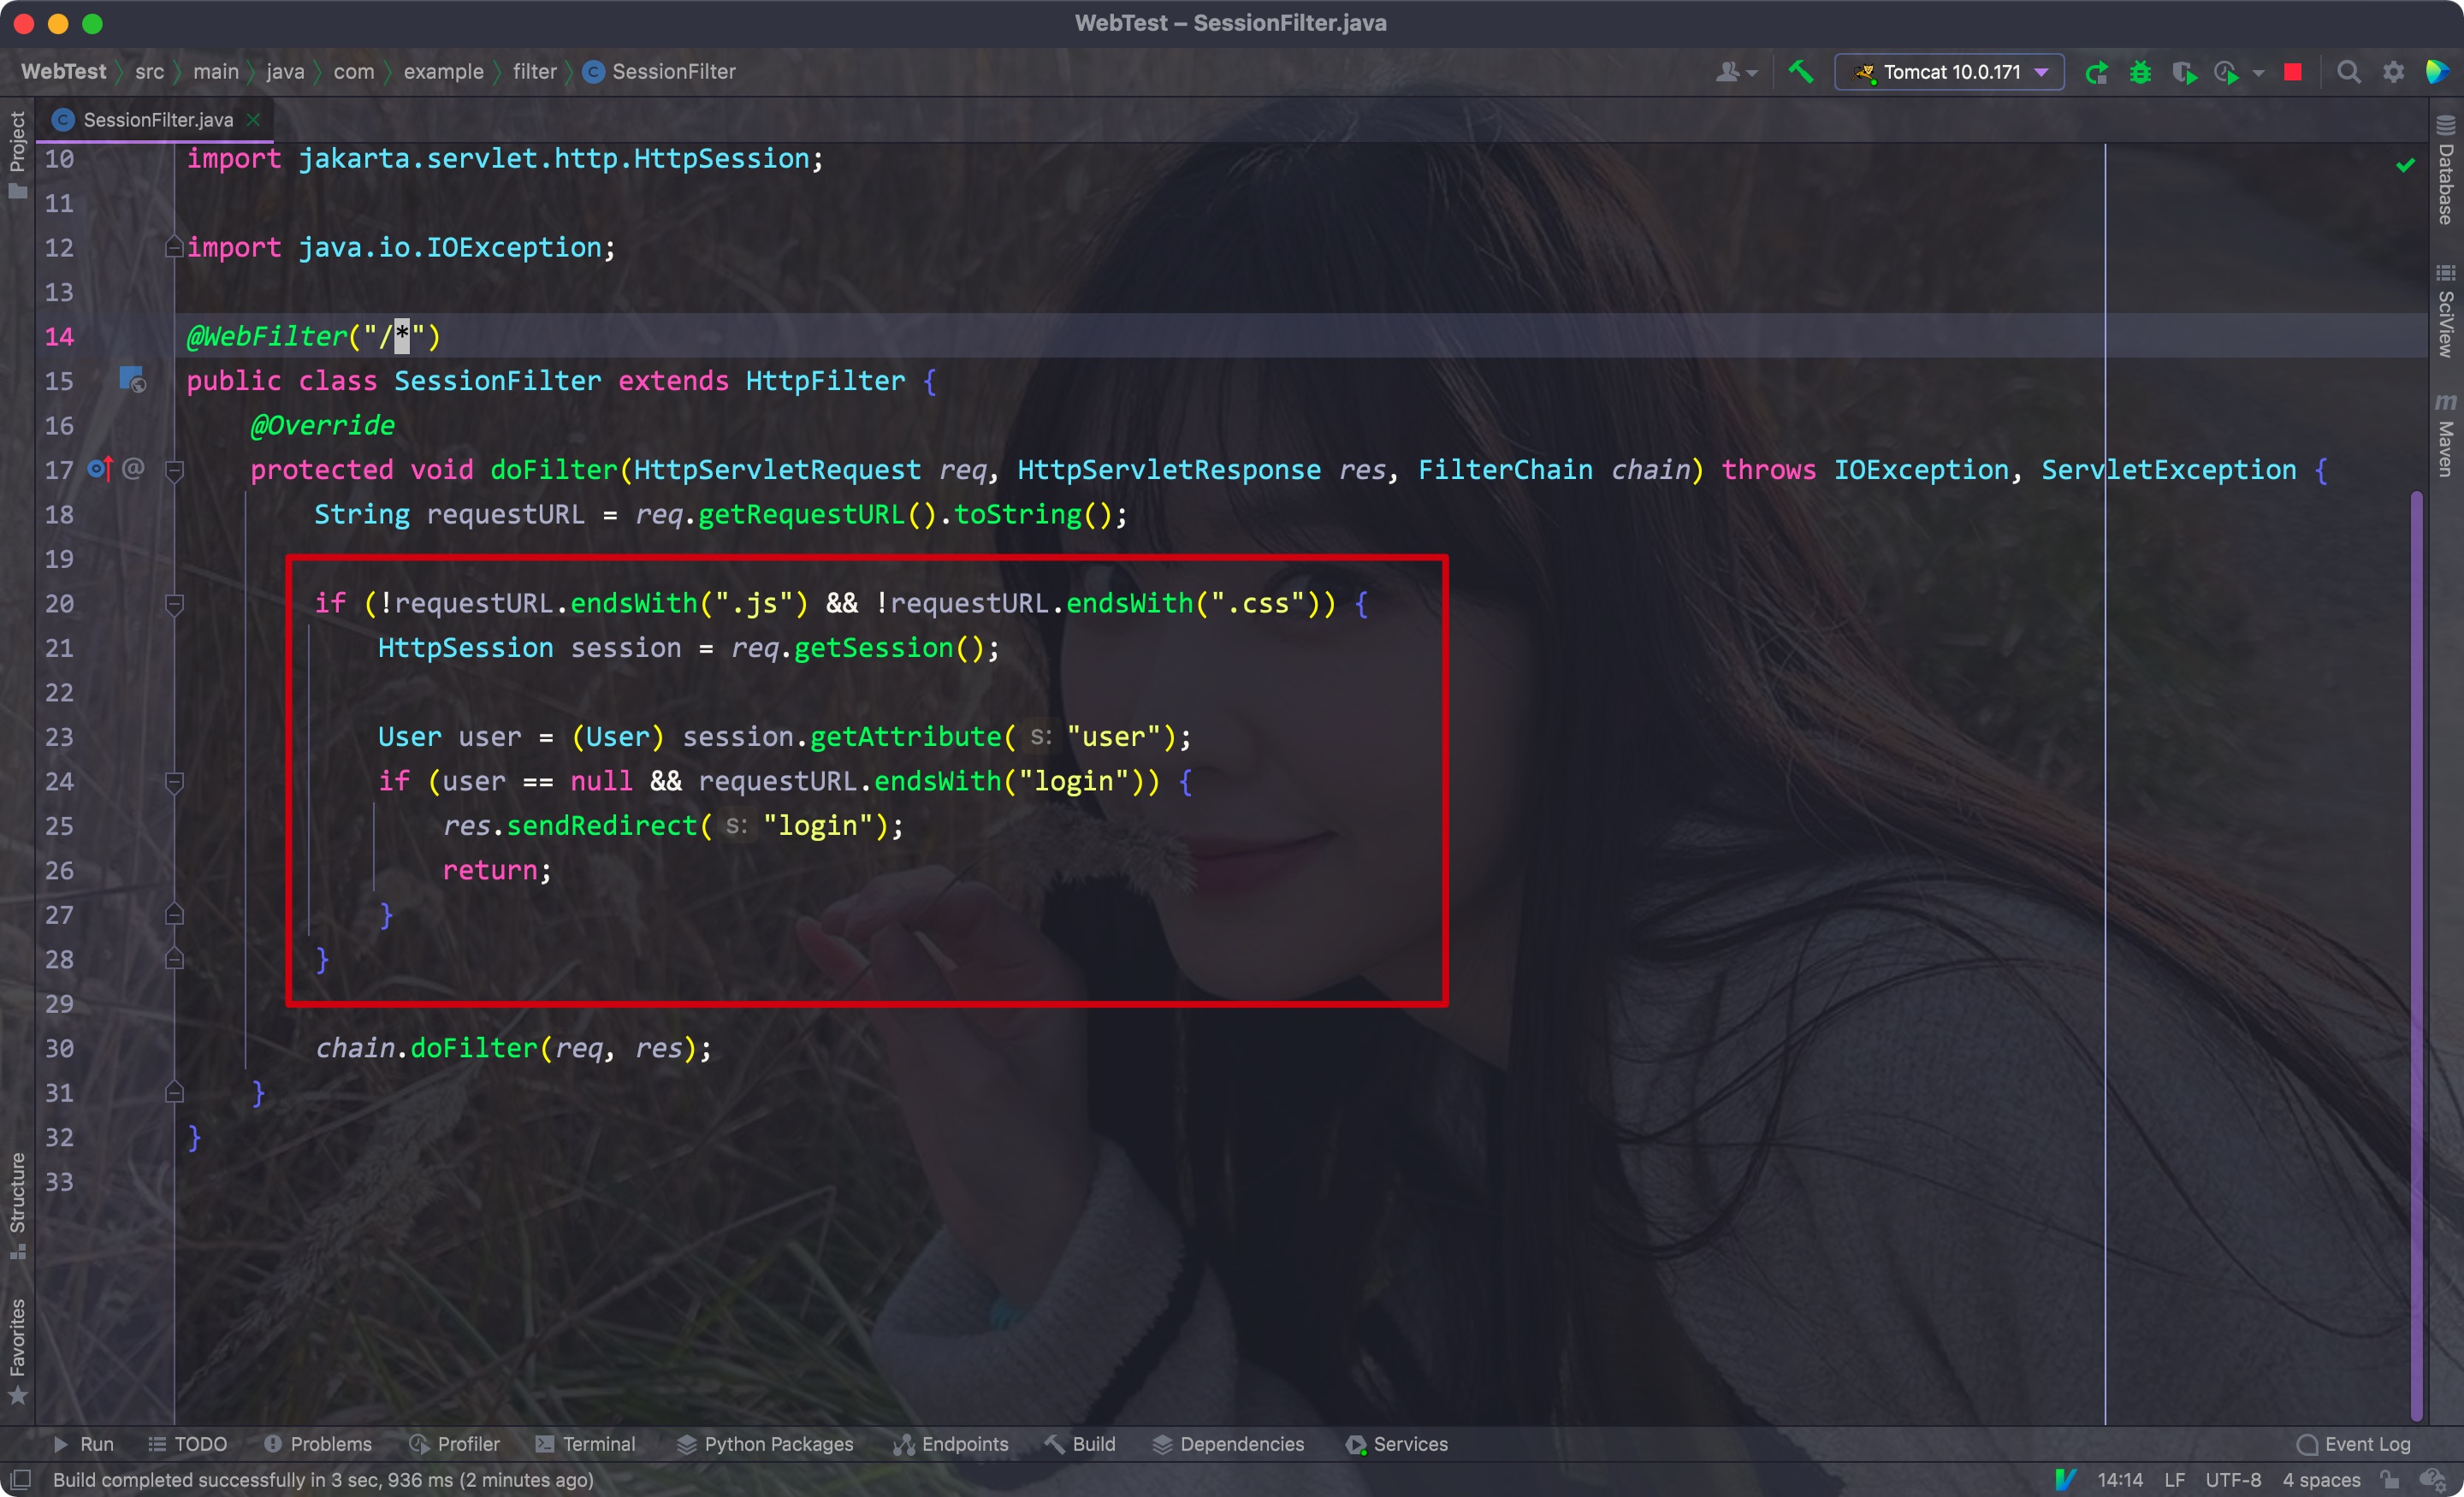 WebTest – SessionFilter.java
WebTest src main java com example filter C SessionFilter
Tomcat 10.0.171
C SessionFilter.java
Project
Database
SciView
m Maven
Structure
Favorites
10 import jakarta.servlet.http.HttpSession;
11
12 import java.io.IOException;
13
14 @WebFilter("/*")
15 public class SessionFilter extends HttpFilter {
16 @Override
17 @ protected void doFilter(HttpServletRequest req, HttpServletResponse res, FilterChain chain) throws IOException, ServletException {
18 String requestURL = req.getRequestURL().toString();
19
20 if (!requestURL.endsWith(".js") && !requestURL.endsWith(".css")) {
21 HttpSession session = req.getSession();
22
23 User user = (User) session.getAttribute( s: "user");
24 if (user == null && requestURL.endsWith("login")) {
25 res.sendRedirect( s: "login");
26 return;
27 }
28 }
29
30 chain.doFilter(req, res);
31 }
32 }
33
Run TODO Problems Profiler Terminal Python Packages Endpoints Build Dependencies Services Event Log
Build completed successfully in 3 sec, 936 ms (2 minutes ago) 14:14 LF UTF-8 4 spaces